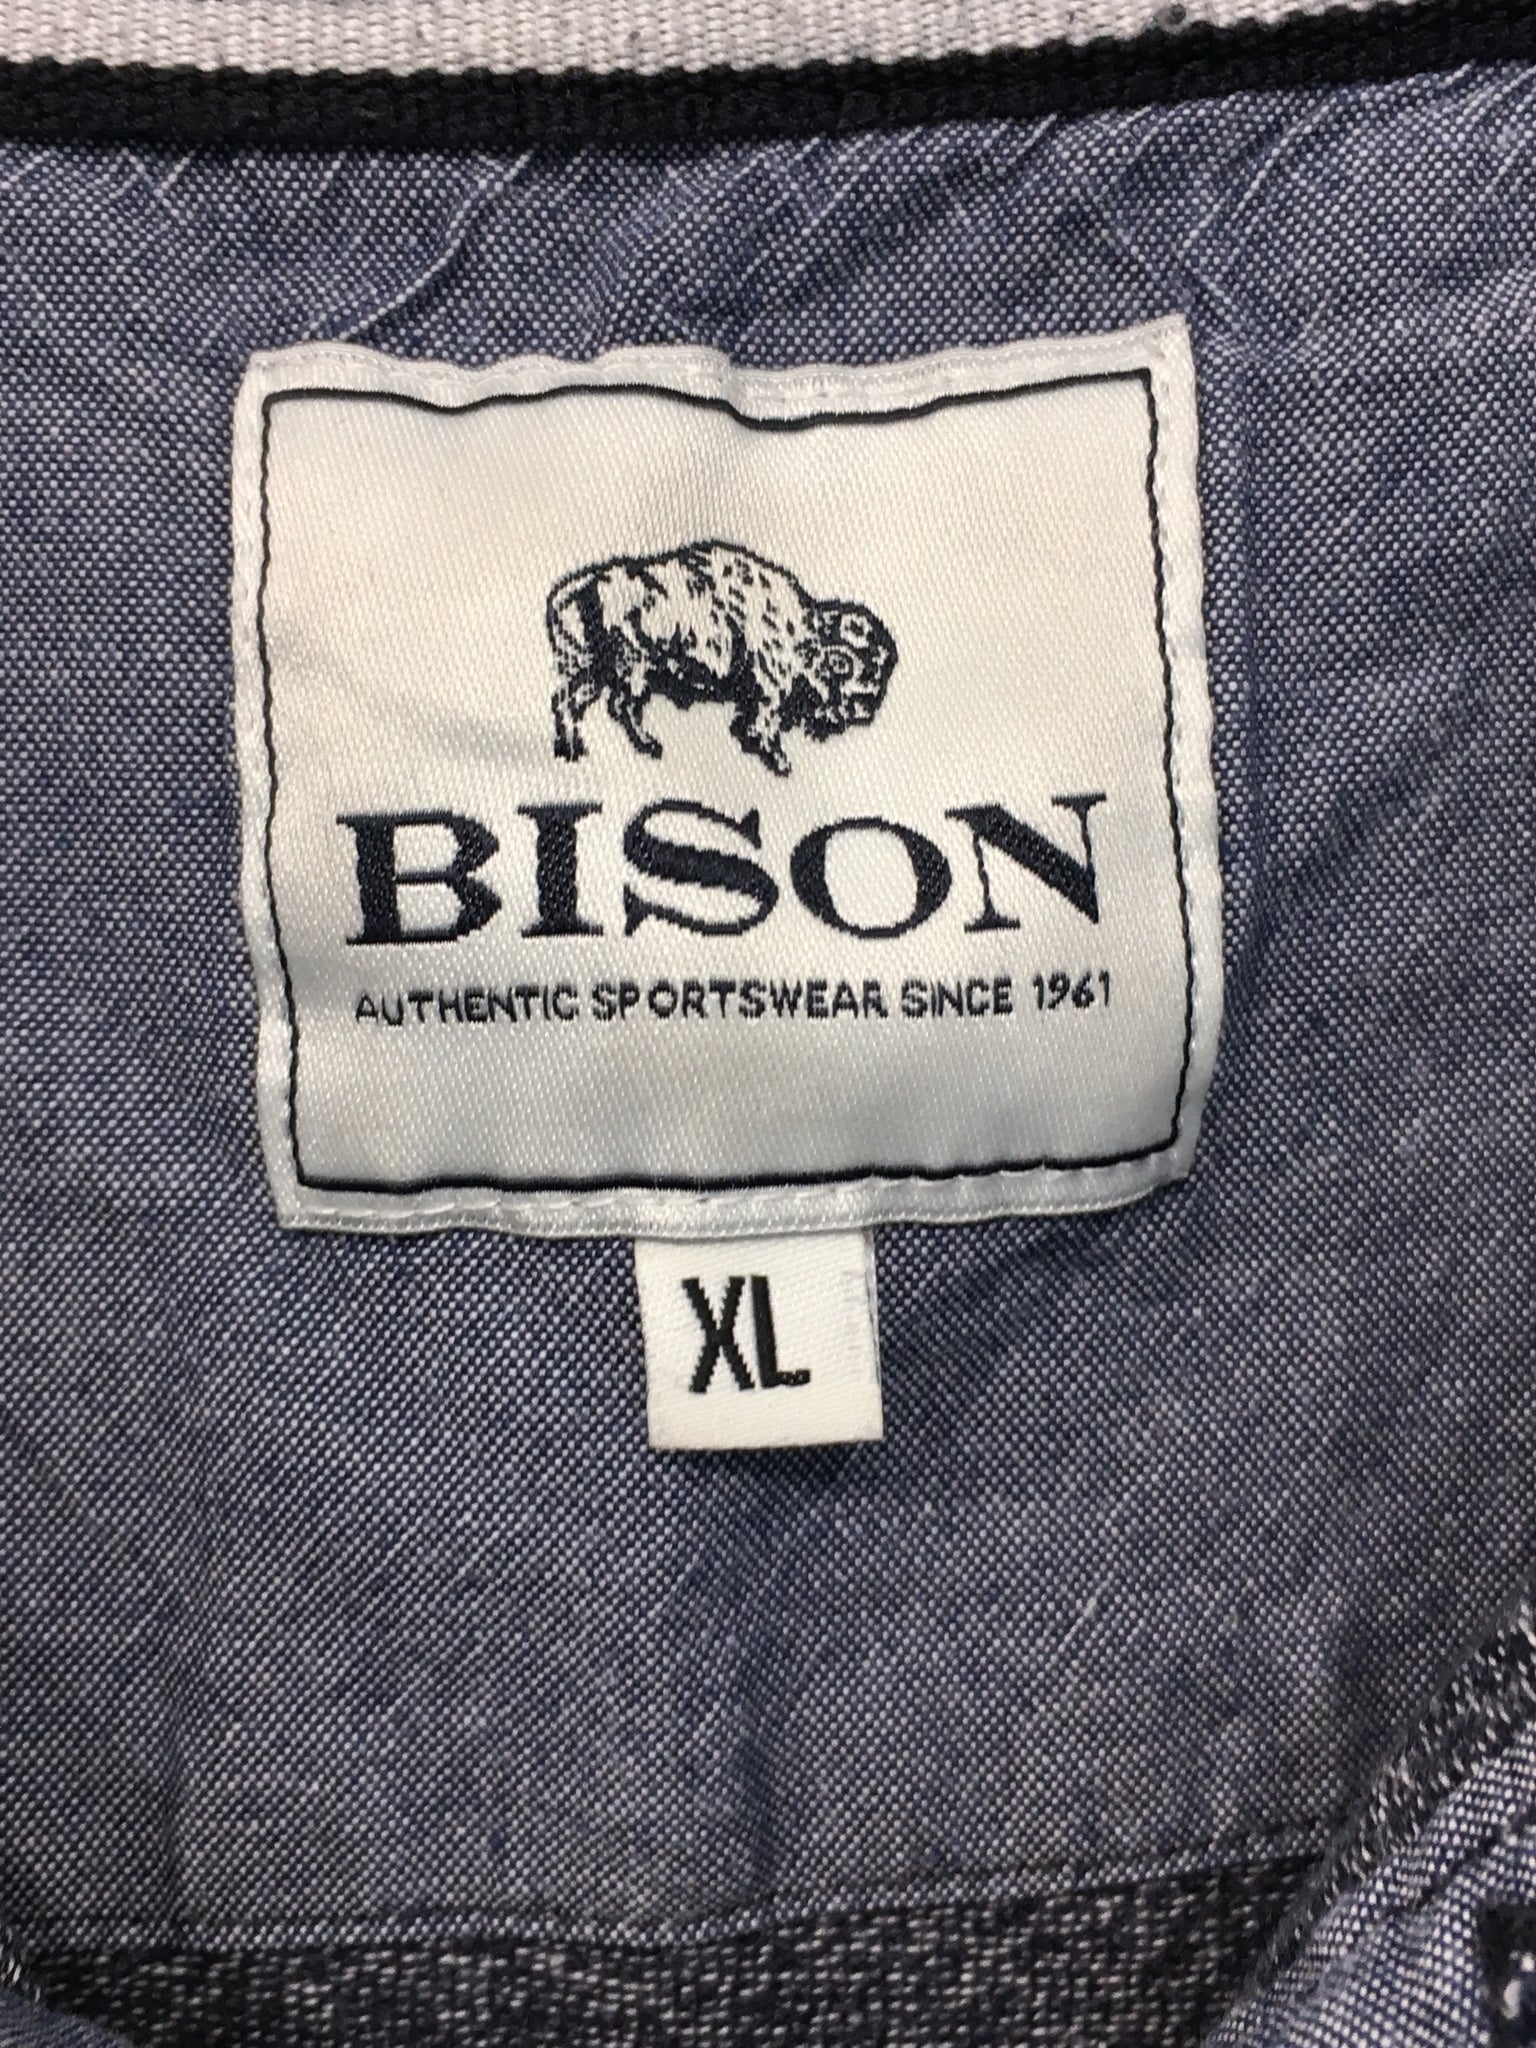 BISON
AUTHENTIC SPORTSWEAR SINCE 1961
XL